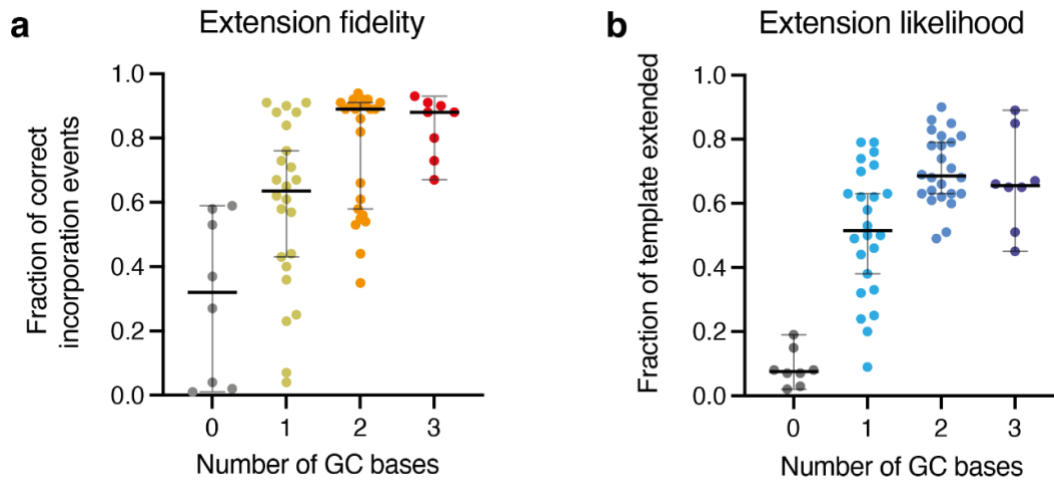 a
Extension fidelity
Fraction of correct
incorporation events
1.0
0.8
0.6
0.4
0.2
0.0
0 1 2 3
Number of GC bases
b
Extension likelihood
Fraction of template extended
1.0
0.8
0.6
0.4
0.2
0.0
0 1 2 3
Number of GC bases